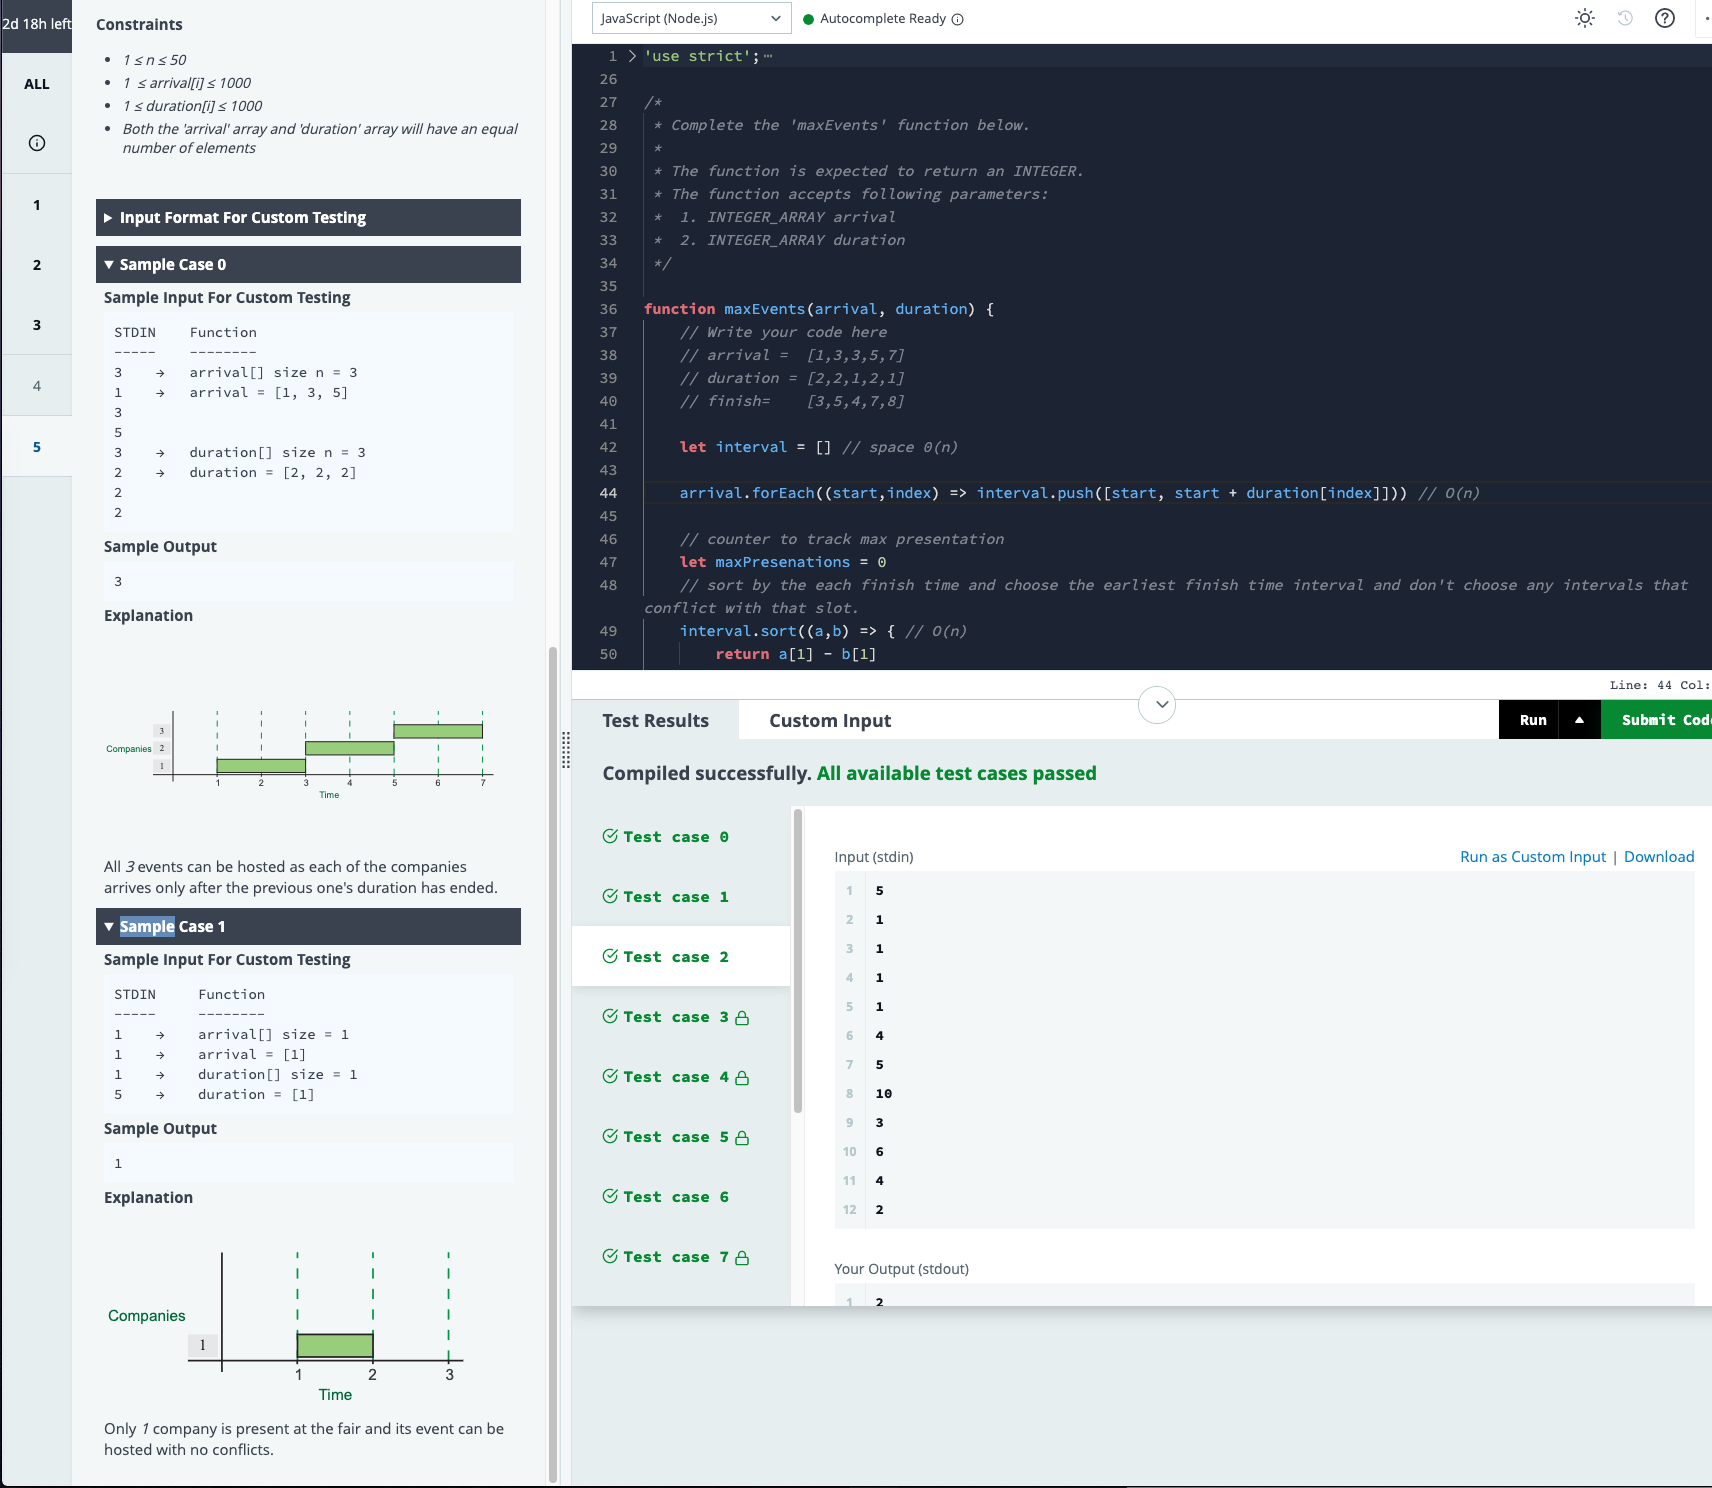 2d 18h left
ALL
1
2
3
4
5
Constraints
• 1 ≤ n ≤ 50
• 1 ≤ arrival[i] ≤ 1000
• 1 ≤ duration[i] ≤ 1000
• Both the 'arrival' array and 'duration' array will have an equal
number of elements
▶ Input Format For Custom Testing
▼ Sample Case 0
Sample Input For Custom Testing
STDIN    Function
-----    --------
3    →   arrival[] size n = 3
1    →   arrival = [1, 3, 5]
3
5
3    →   duration[] size n = 3
2    →   duration = [2, 2, 2]
2
2
Sample Output
3
Explanation
3
Companies 2
1
1 2 3 4 5 6 7
Time
All 3 events can be hosted as each of the companies
arrives only after the previous one's duration has ended.
▼ Sample Case 1
Sample Input For Custom Testing
STDIN     Function
-----     --------
1    →    arrival[] size = 1
1    →    arrival = [1]
1    →    duration[] size = 1
5    →    duration = [1]
Sample Output
1
Explanation
Companies
1
1 2 3
Time
Only 1 company is present at the fair and its event can be
hosted with no conflicts.
JavaScript (Node.js)
Autocomplete Ready
1 > 'use strict';⋯
26
27 /*
28  * Complete the 'maxEvents' function below.
29  *
30  * The function is expected to return an INTEGER.
31  * The function accepts following parameters:
32  *  1. INTEGER_ARRAY arrival
33  *  2. INTEGER_ARRAY duration
34  */
35
36 function maxEvents(arrival, duration) {
37     // Write your code here
38     // arrival =  [1,3,3,5,7]
39     // duration = [2,2,1,2,1]
40     // finish=    [3,5,4,7,8]
41
42     let interval = [] // space 0(n)
43
44     arrival.forEach((start,index) => interval.push([start, start + duration[index]])) // O(n)
45
46     // counter to track max presentation
47     let maxPresenations = 0
48     // sort by the each finish time and choose the earliest finish time interval and don't choose any intervals that
conflict with that slot.
49     interval.sort((a,b) => { // O(n)
50         return a[1] - b[1]
Line: 44 Col:
Test Results
Custom Input
Run
▲
Submit Cod
Compiled successfully. All available test cases passed
Test case 0
Test case 1
Test case 2
Test case 3
Test case 4
Test case 5
Test case 6
Test case 7
Input (stdin)
Run as Custom Input | Download
1 5
2 1
3 1
4 1
5 1
6 4
7 5
8 10
9 3
10 6
11 4
12 2
Your Output (stdout)
1 2